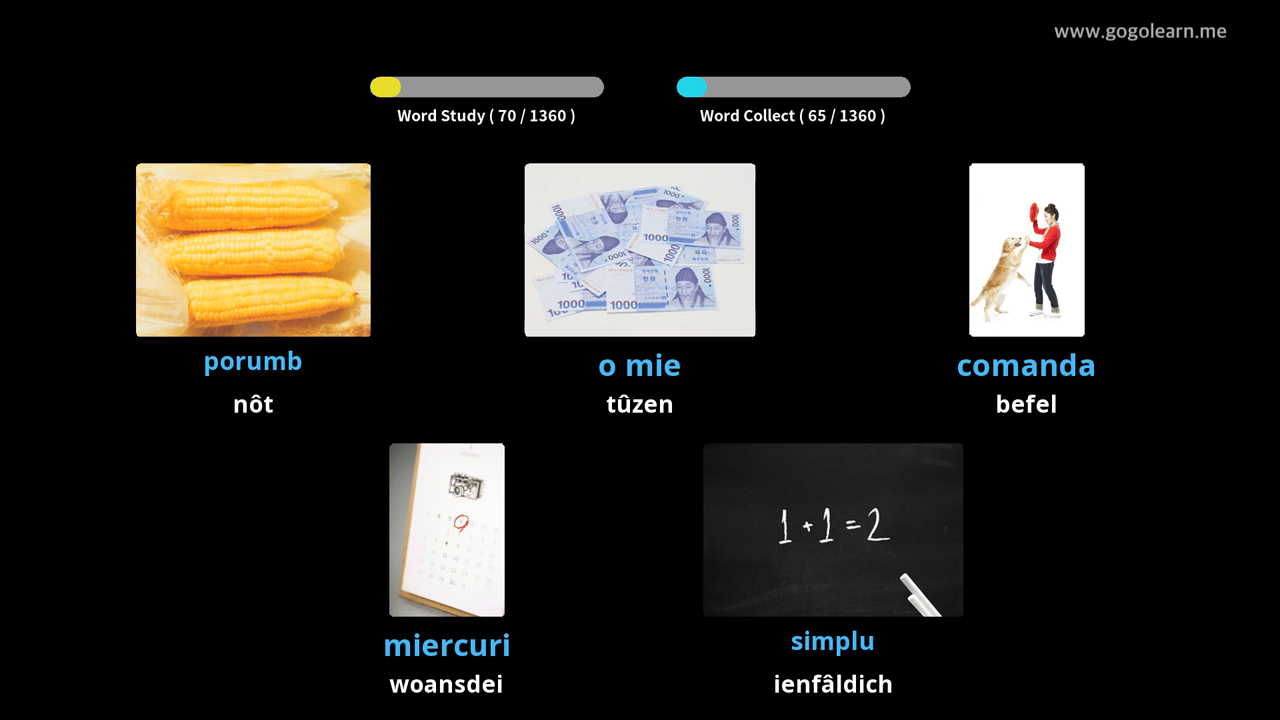 www.gogolearn.me
Word Study ( 70 / 1360 )
Word Collect ( 65 / 1360 )
porumb
nôt
o mie
tûzen
comanda
befel
miercuri
woansdei
1 + 1 = 2
simplu
ienfâldich